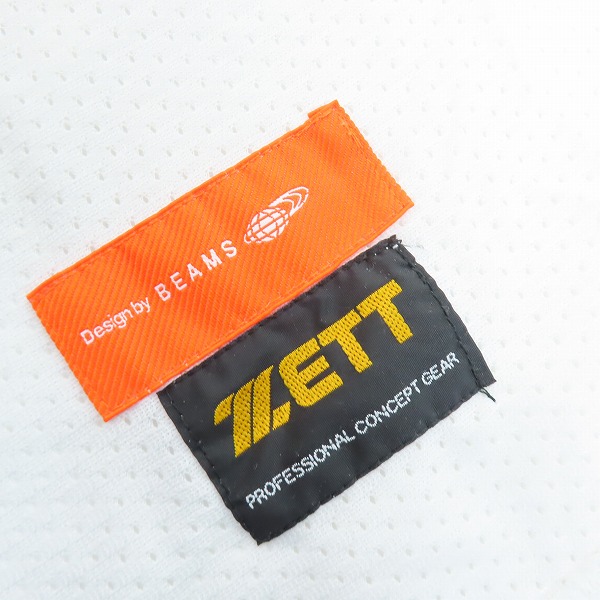 Design by BEAMS
ZETT
PROFESSIONAL CONCEPT GEAR